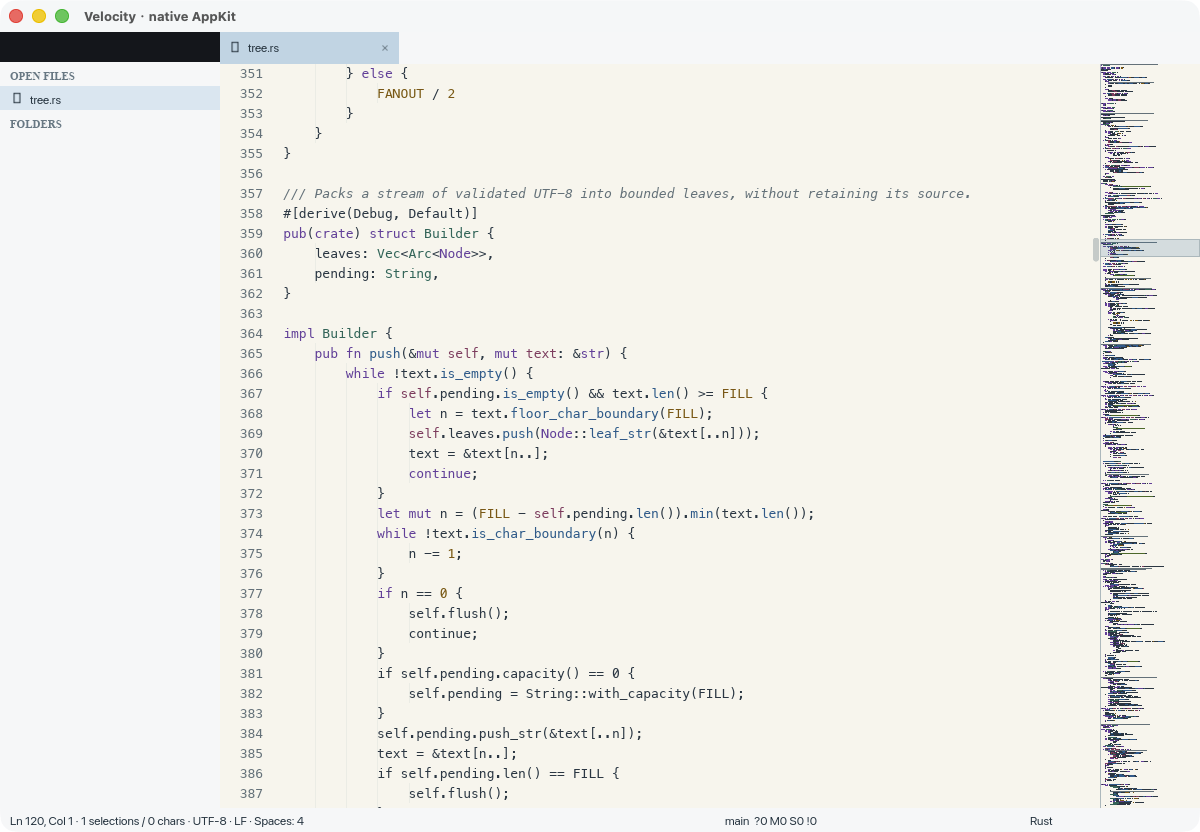 Velocity · native AppKit
tree.rs ×
OPEN FILES
tree.rs
FOLDERS
351         } else {
352             FANOUT / 2
353         }
354     }
355 }
356
357 /// Packs a stream of validated UTF-8 into bounded leaves, without retaining its source.
358 #[derive(Debug, Default)]
359 pub(crate) struct Builder {
360     leaves: Vec<Arc<Node>>,
361     pending: String,
362 }
363
364 impl Builder {
365     pub fn push(&mut self, mut text: &str) {
366         while !text.is_empty() {
367             if self.pending.is_empty() && text.len() >= FILL {
368                 let n = text.floor_char_boundary(FILL);
369                 self.leaves.push(Node::leaf_str(&text[..n]));
370                 text = &text[n..];
371                 continue;
372             }
373             let mut n = (FILL - self.pending.len()).min(text.len());
374             while !text.is_char_boundary(n) {
375                 n -= 1;
376             }
377             if n == 0 {
378                 self.flush();
379                 continue;
380             }
381             if self.pending.capacity() == 0 {
382                 self.pending = String::with_capacity(FILL);
383             }
384             self.pending.push_str(&text[..n]);
385             text = &text[n..];
386             if self.pending.len() == FILL {
387                 self.flush();
Ln 120, Col 1 · 1 selections / 0 chars · UTF-8 · LF · Spaces: 4
main ?0 M0 S0 !0
Rust